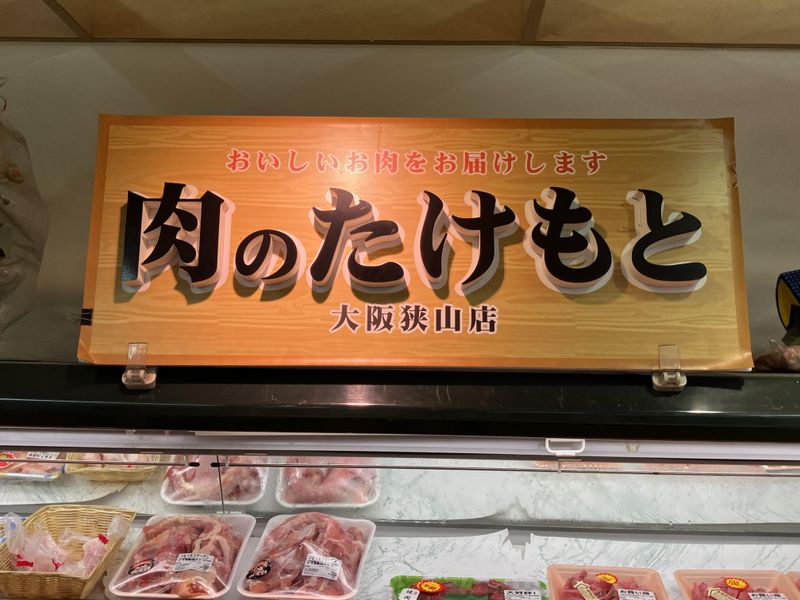 おいしいお肉をお届けします
肉のたけもと
大阪狭山店